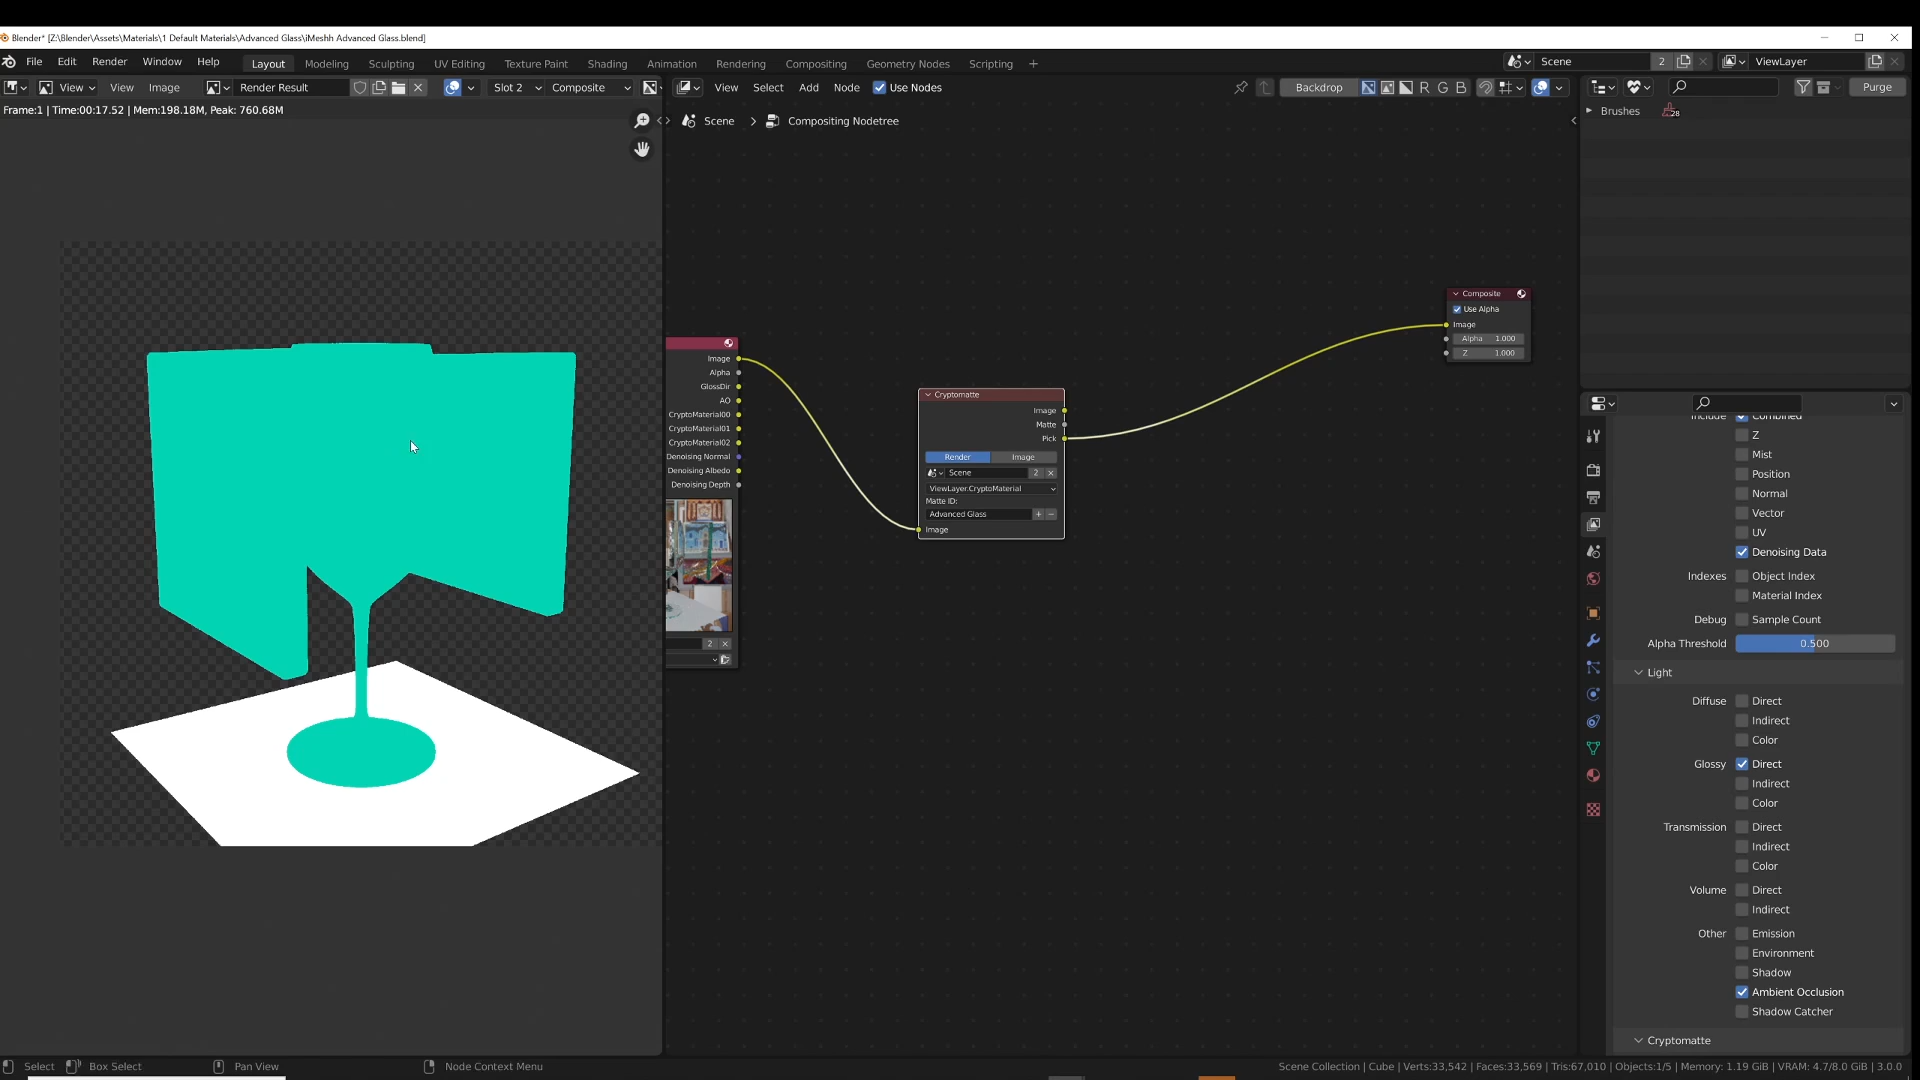 Blender* [Z:\Blender\Assets\Materials\1 Default Materials\Advanced Glass\iMeshh Advanced Glass.blend]
File Edit Render Window Help Layout Modeling Sculpting UV Editing Texture Paint Shading Animation Rendering Compositing Geometry Nodes Scripting + Scene 2 ViewLayer
View View Image Render Result Slot 2 Composite View Select Add Node Use Nodes Backdrop R G B Purge
Frame:1 | Time:00:17.52 | Mem:198.18M, Peak: 760.68M
Scene > Compositing Nodetree
Brushes 28
Composite
Use Alpha
Image
Alpha 1.000
Z 1.000
Image
Alpha
GlossDir
AO
CryptoMaterial00
CryptoMaterial01
CryptoMaterial02
Denoising Normal
Denoising Albedo
Denoising Depth
2
Cryptomatte
Image
Matte
Pick
Render Image
Scene 2
ViewLayer.CryptoMaterial
Matte ID:
Advanced Glass
Image
Include Combined
Z
Mist
Position
Normal
Vector
UV
Denoising Data
Indexes Object Index
Material Index
Debug Sample Count
Alpha Threshold 0.500
Light
Diffuse Direct
Indirect
Color
Glossy Direct
Indirect
Color
Transmission Direct
Indirect
Color
Volume Direct
Indirect
Other Emission
Environment
Shadow
Ambient Occlusion
Shadow Catcher
Cryptomatte
Select Box Select Pan View Node Context Menu
Scene Collection | Cube | Verts:33,542 | Faces:33,569 | Tris:67,010 | Objects:1/5 | Memory: 1.19 GiB | VRAM: 4.7/8.0 GiB | 3.0.0